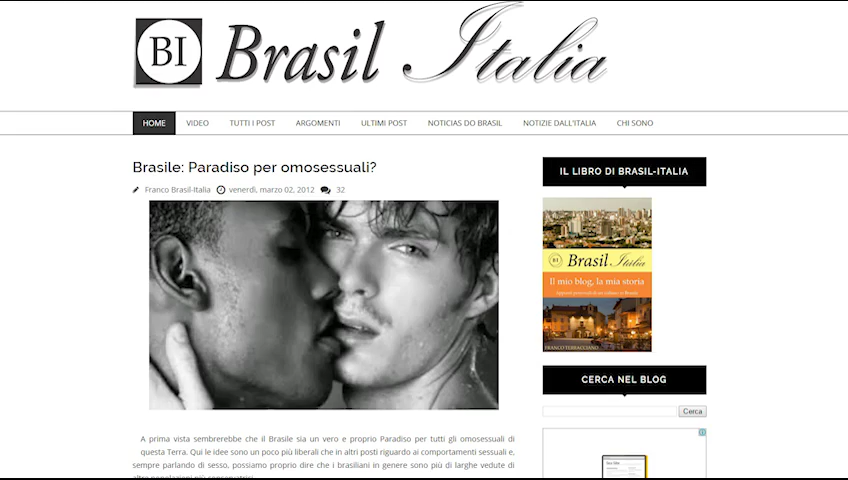 BI Brasil Italia
HOME VIDEO TUTTI I POST ARGOMENTI ULTIMI POST NOTICIAS DO BRASIL NOTIZIE DALL'ITALIA CHI SONO
Brasile: Paradiso per omosessuali?
Franco Brasil-Italia venerdì, marzo 02, 2012 32
A prima vista sembrerebbe che il Brasile sia un vero e proprio Paradiso per tutti gli omosessuali di
questa Terra. Qui le idee sono un poco più liberali che in altri posti riguardo ai comportamenti sessuali e,
sempre parlando di sesso, possiamo proprio dire che i brasiliani in genere sono più di larghe vedute di
IL LIBRO DI BRASIL-ITALIA
BI Brasil Italia
Il mio blog, la mia storia
FRANCO TERRACCIANO
CERCA NEL BLOG
Cerca